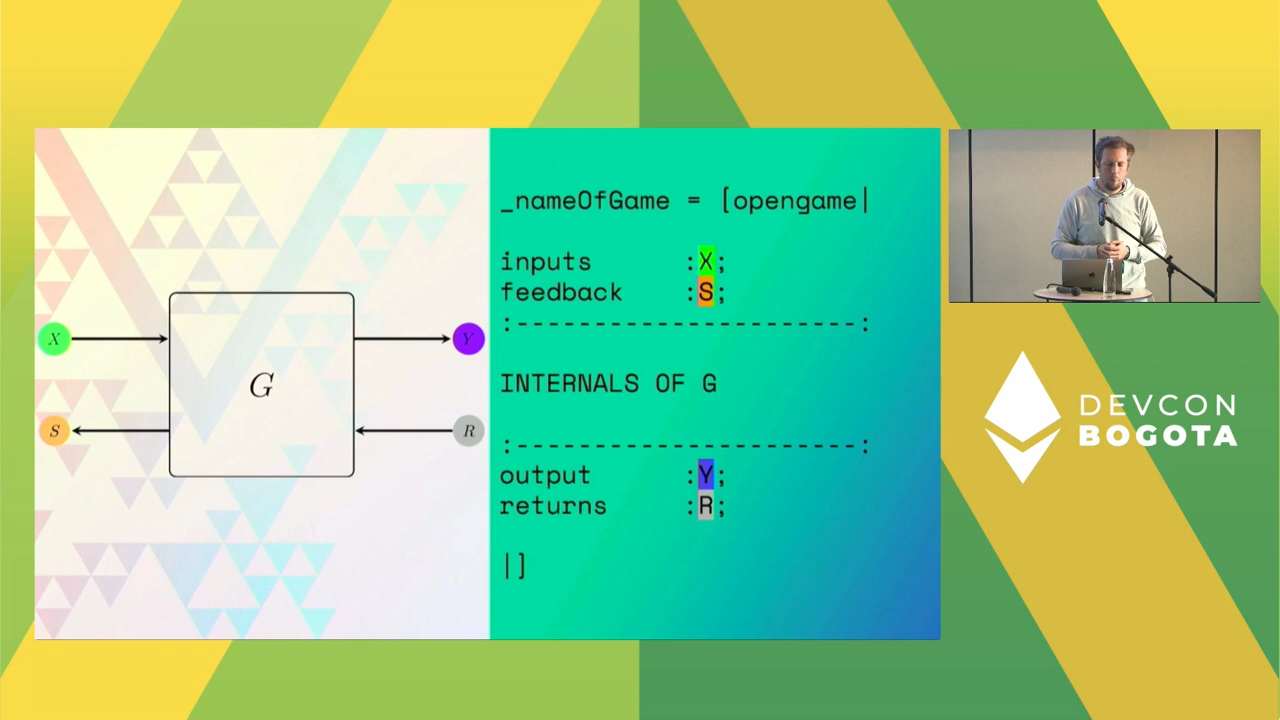 X
S
G
Y
R
_nameOfGame = [opengame|
inputs :X;
feedback :S;
:-----------------------:
INTERNALS OF G
:-----------------------:
output :Y;
returns :R;
|]
DEVCON
BOGOTA